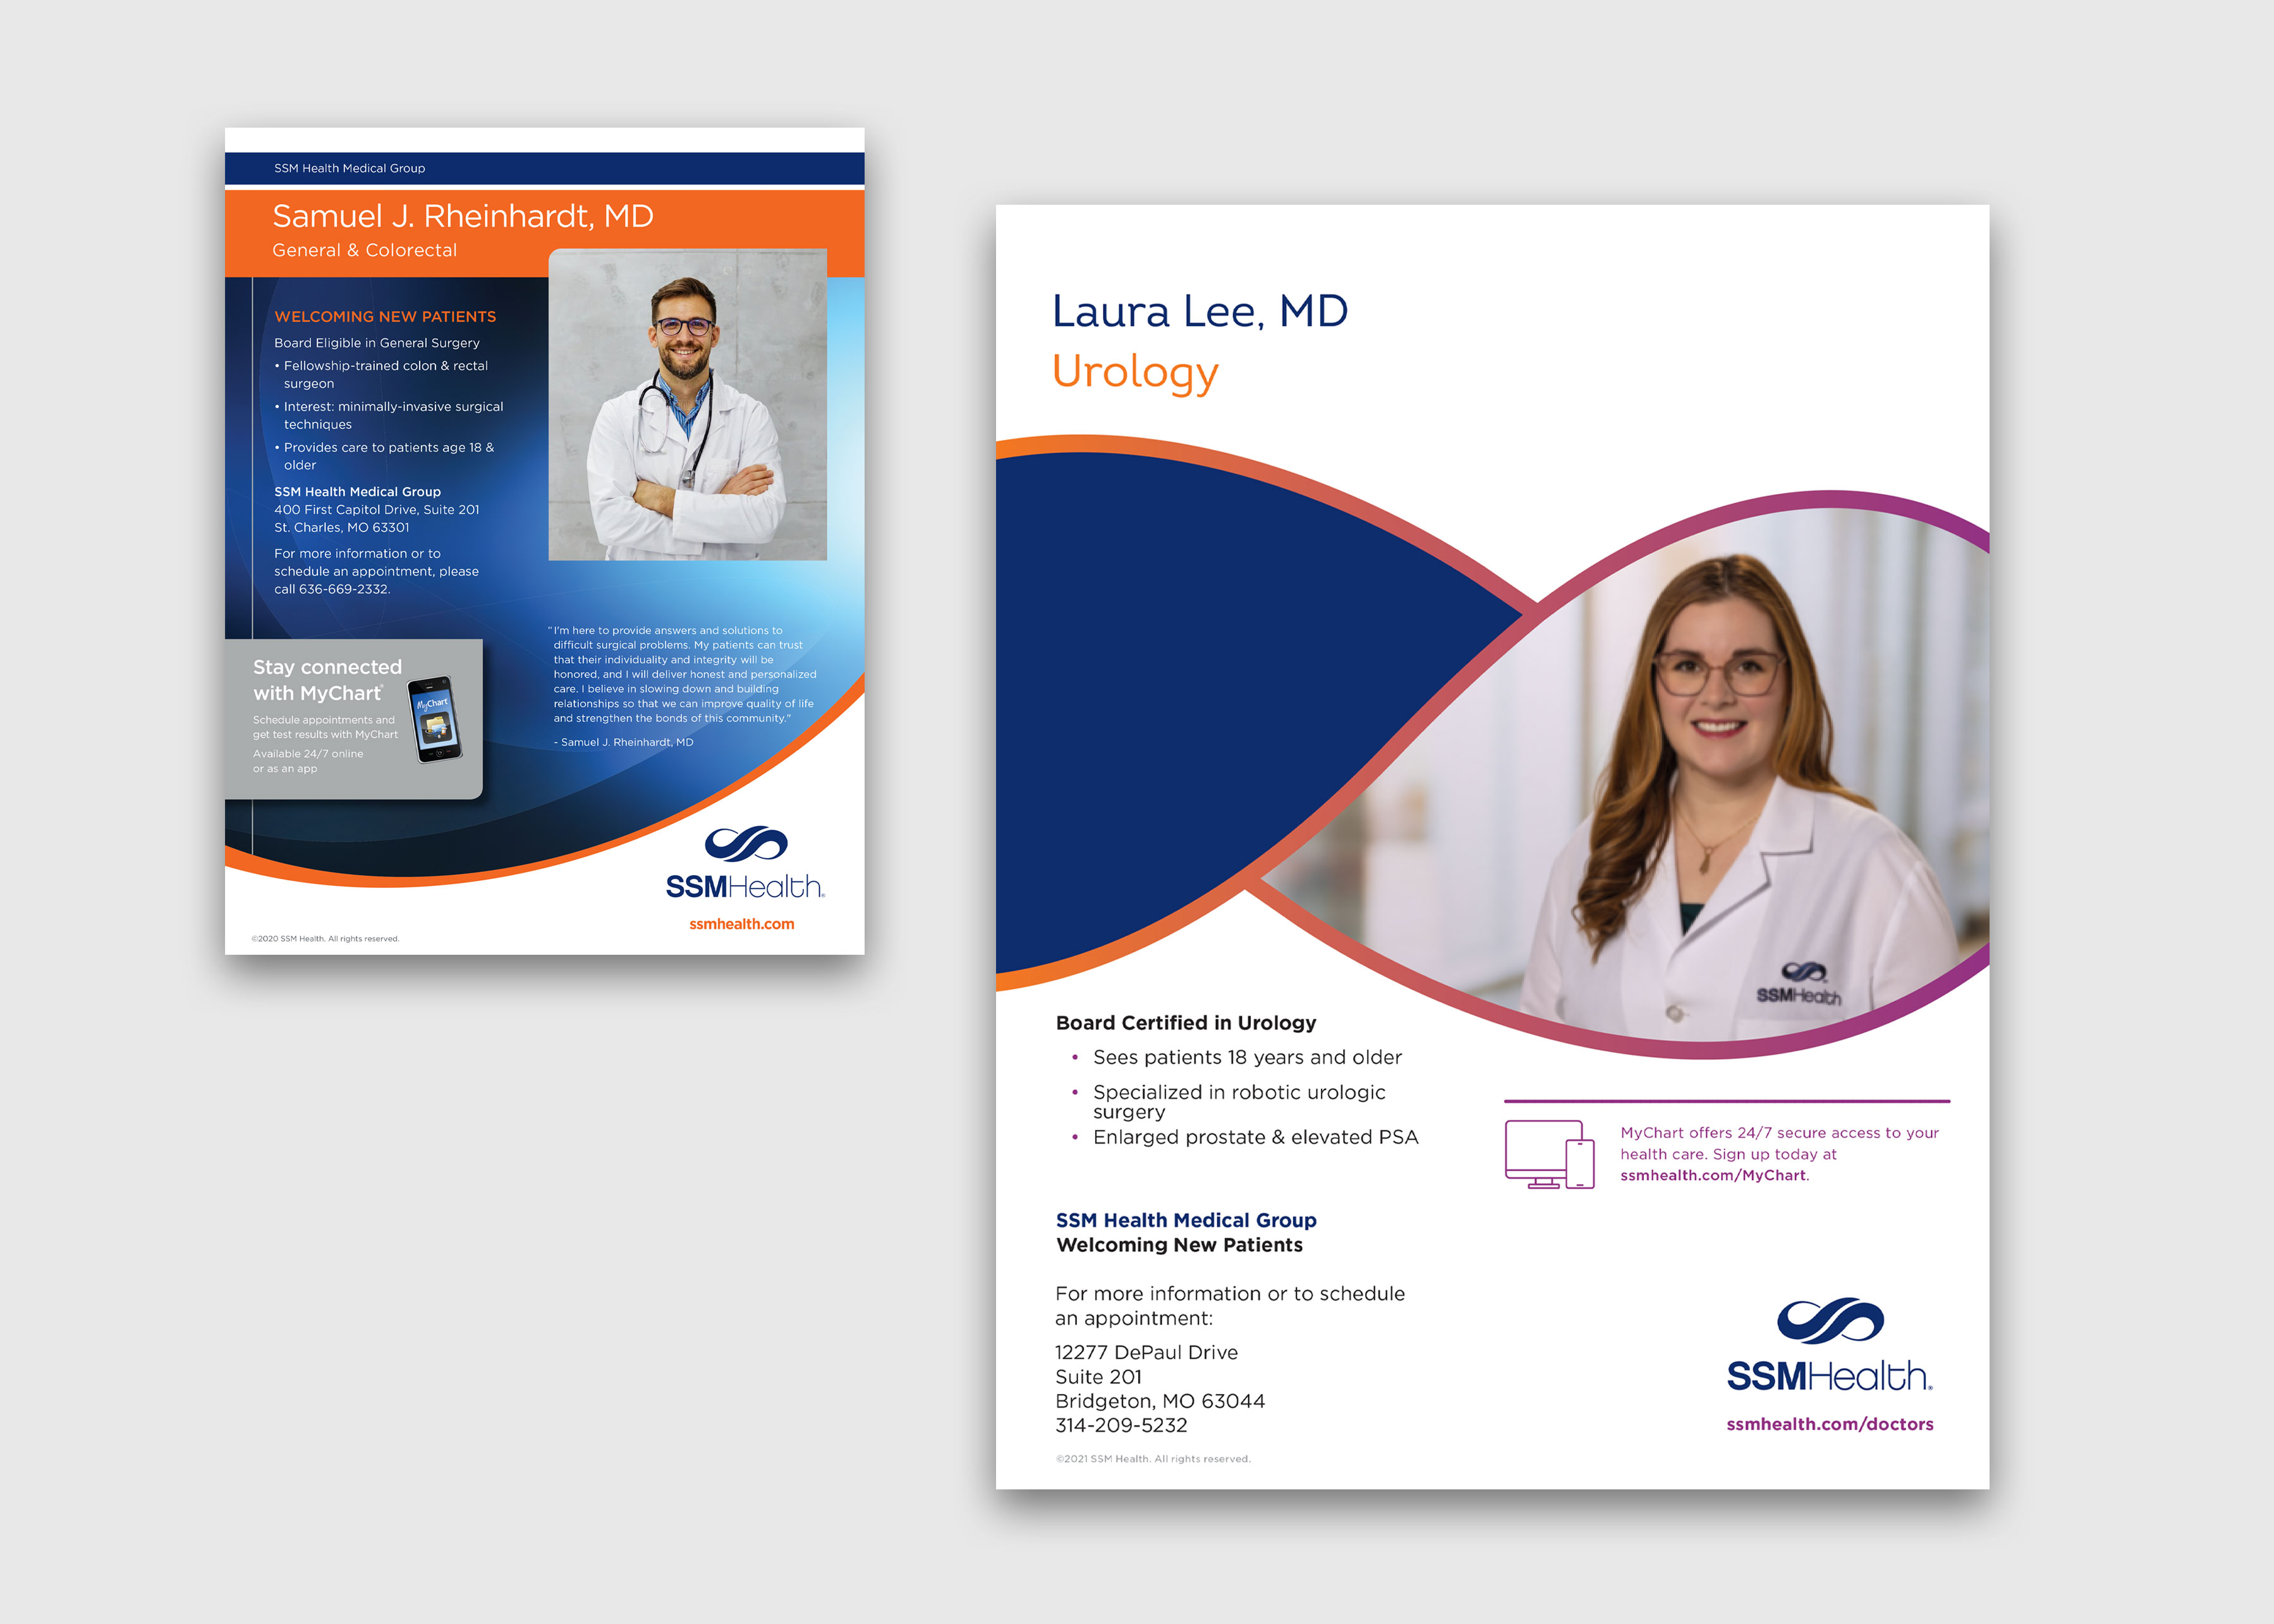 SSM Health Medical Group
Samuel J. Rheinhardt, MD
General & Colorectal
WELCOMING NEW PATIENTS
Board Eligible in General Surgery
• Fellowship-trained colon & rectal
surgeon
• Interest: minimally-invasive surgical
techniques
• Provides care to patients age 18 &
older
SSM Health Medical Group
400 First Capitol Drive, Suite 201
St. Charles, MO 63301
For more information or to
schedule an appointment, please
call 636-669-2332.
Stay connected
with MyChart®
Schedule appointments and
get test results with MyChart
Available 24/7 online
or as an app
MyChart
"I'm here to provide answers and solutions to
difficult surgical problems. My patients can trust
that their individuality and integrity will be
honored, and I will deliver honest and personalized
care. I believe in slowing down and building
relationships so that we can improve quality of life
and strengthen the bonds of this community."
- Samuel J. Rheinhardt, MD
SSMHealth®
ssmhealth.com
©2020 SSM Health. All rights reserved.
Laura Lee, MD
Urology
SSMHealth
Board Certified in Urology
• Sees patients 18 years and older
• Specialized in robotic urologic
surgery
• Enlarged prostate & elevated PSA
MyChart offers 24/7 secure access to your
health care. Sign up today at
ssmhealth.com/MyChart.
SSM Health Medical Group
Welcoming New Patients
For more information or to schedule
an appointment:
12277 DePaul Drive
Suite 201
Bridgeton, MO 63044
314-209-5232
©2021 SSM Health. All rights reserved.
SSMHealth®
ssmhealth.com/doctors